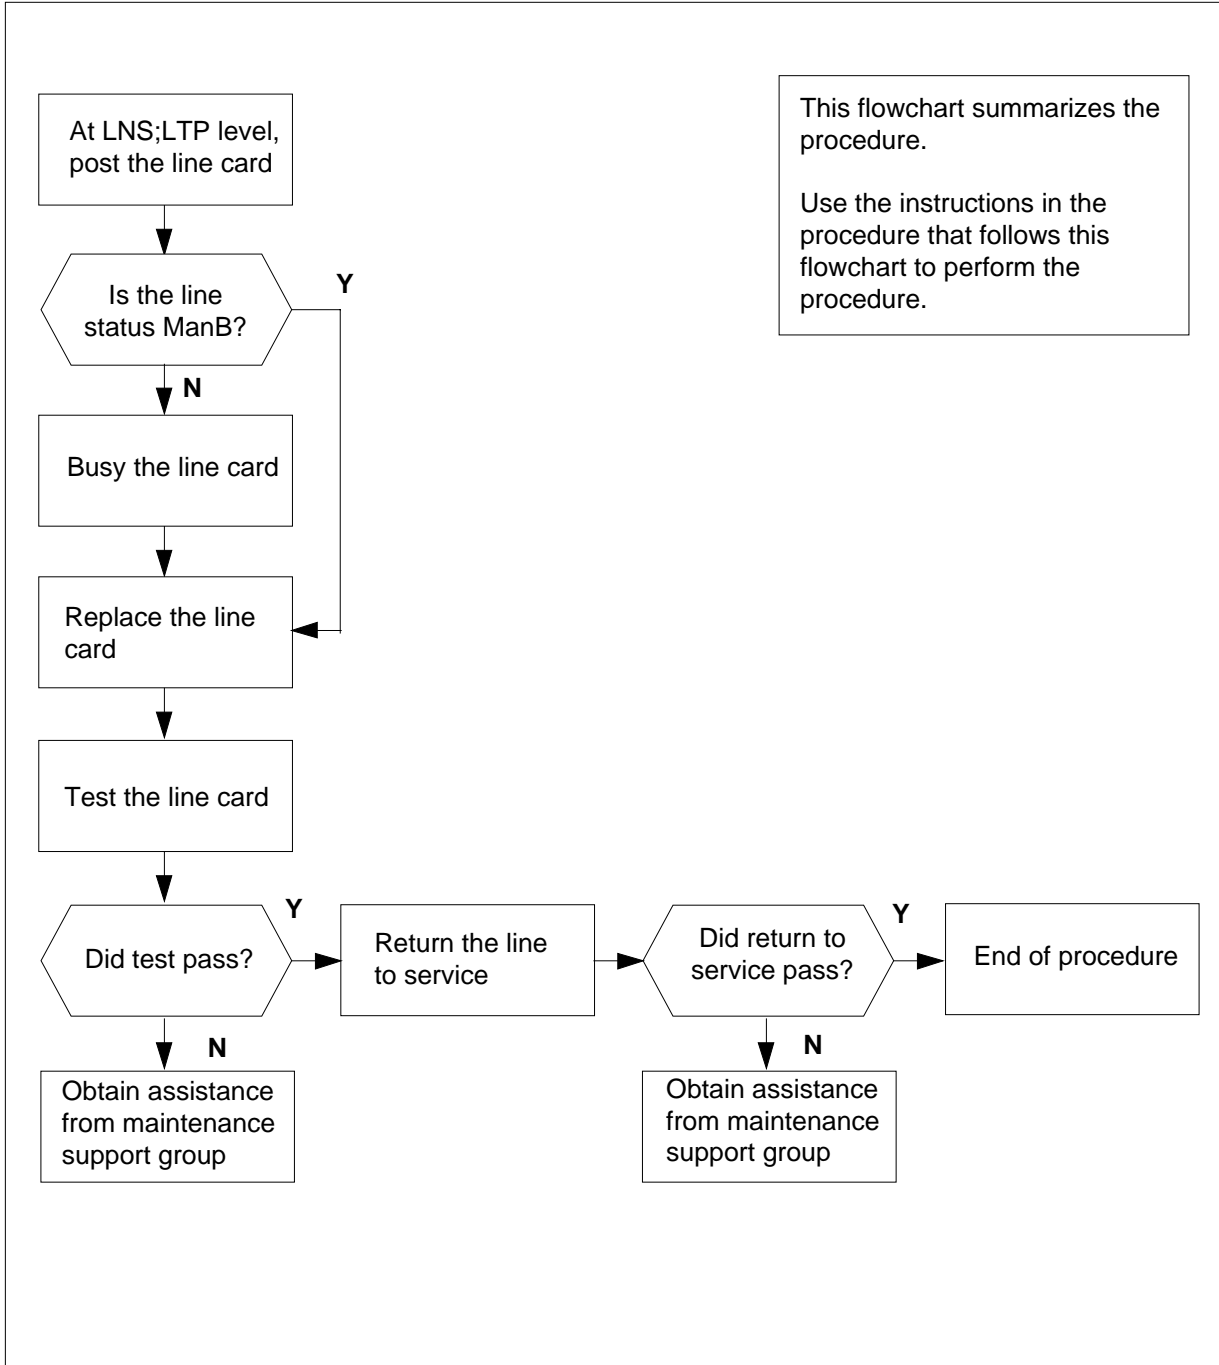 At LNS;LTP level,
post the line card
This flowchart summarizes the
procedure.
Use the instructions in the
procedure that follows this
flowchart to perform the
procedure.
Is the line
status ManB?
Y
N
Busy the line card
Replace the line
card
Test the line card
Did test pass?
Y
Return the line
to service
Did return to
service pass?
Y
End of procedure
N
Obtain assistance
from maintenance
support group
N
Obtain assistance
from maintenance
support group